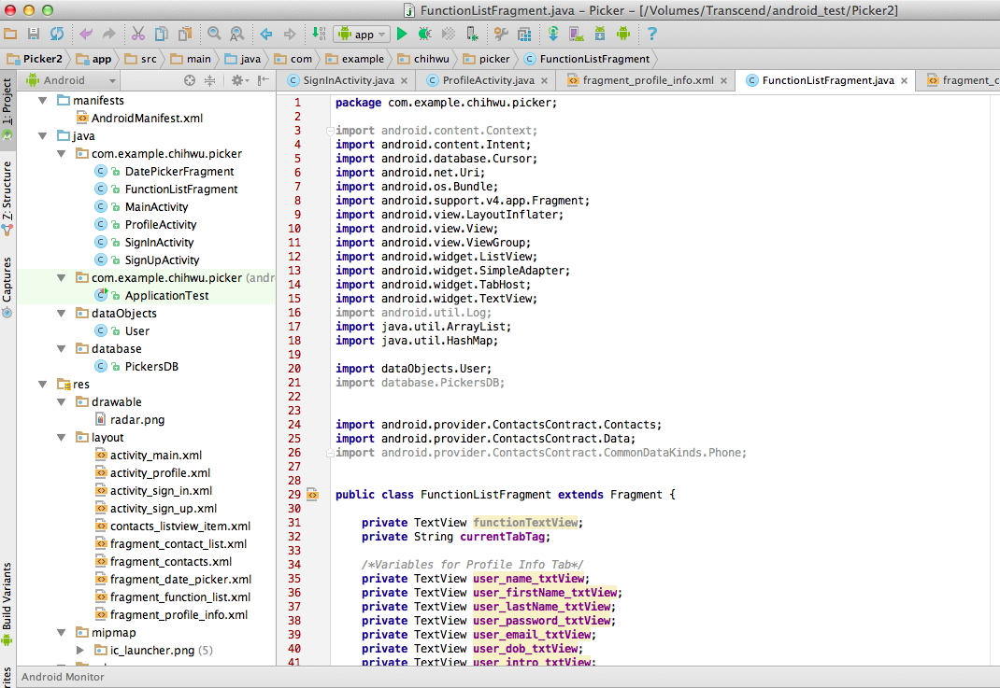 FunctionListFragment.java – Picker – [/Volumes/Transcend/android_test/Picker2]
app
Picker2 app src main java com example chihwu picker FunctionListFragment
Android
SignInActivity.java ProfileActivity.java fragment_profile_info.xml FunctionListFragment.java fragment_c
1: Project
7: Structure
Captures
Build Variants
rites
manifests
AndroidManifest.xml
java
com.example.chihwu.picker
DatePickerFragment
FunctionListFragment
MainActivity
ProfileActivity
SignInActivity
SignUpActivity
com.example.chihwu.picker (andr
ApplicationTest
dataObjects
User
database
PickersDB
res
drawable
radar.png
layout
activity_main.xml
activity_profile.xml
activity_sign_in.xml
activity_sign_up.xml
contacts_listview_item.xml
fragment_contact_list.xml
fragment_contacts.xml
fragment_date_picker.xml
fragment_function_list.xml
fragment_profile_info.xml
mipmap
ic_launcher.png (5)
1 package com.example.chihwu.picker;
2
3 import android.content.Context;
4 import android.content.Intent;
5 import android.database.Cursor;
6 import android.net.Uri;
7 import android.os.Bundle;
8 import android.support.v4.app.Fragment;
9 import android.view.LayoutInflater;
10 import android.view.View;
11 import android.view.ViewGroup;
12 import android.widget.ListView;
13 import android.widget.SimpleAdapter;
14 import android.widget.TabHost;
15 import android.widget.TextView;
16 import android.util.Log;
17 import java.util.ArrayList;
18 import java.util.HashMap;
19
20 import dataObjects.User;
21 import database.PickersDB;
22
23
24 import android.provider.ContactsContract.Contacts;
25 import android.provider.ContactsContract.Data;
26 import android.provider.ContactsContract.CommonDataKinds.Phone;
27
28
29 public class FunctionListFragment extends Fragment {
30
31 private TextView functionTextView;
32 private String currentTabTag;
33
34 /*Variables for Profile Info Tab*/
35 private TextView user_name_txtView;
36 private TextView user_firstName_txtView;
37 private TextView user_lastName_txtView;
38 private TextView user_password_txtView;
39 private TextView user_email_txtView;
40 private TextView user_dob_txtView;
41 private TextView user_intro_txtView;
Android Monitor